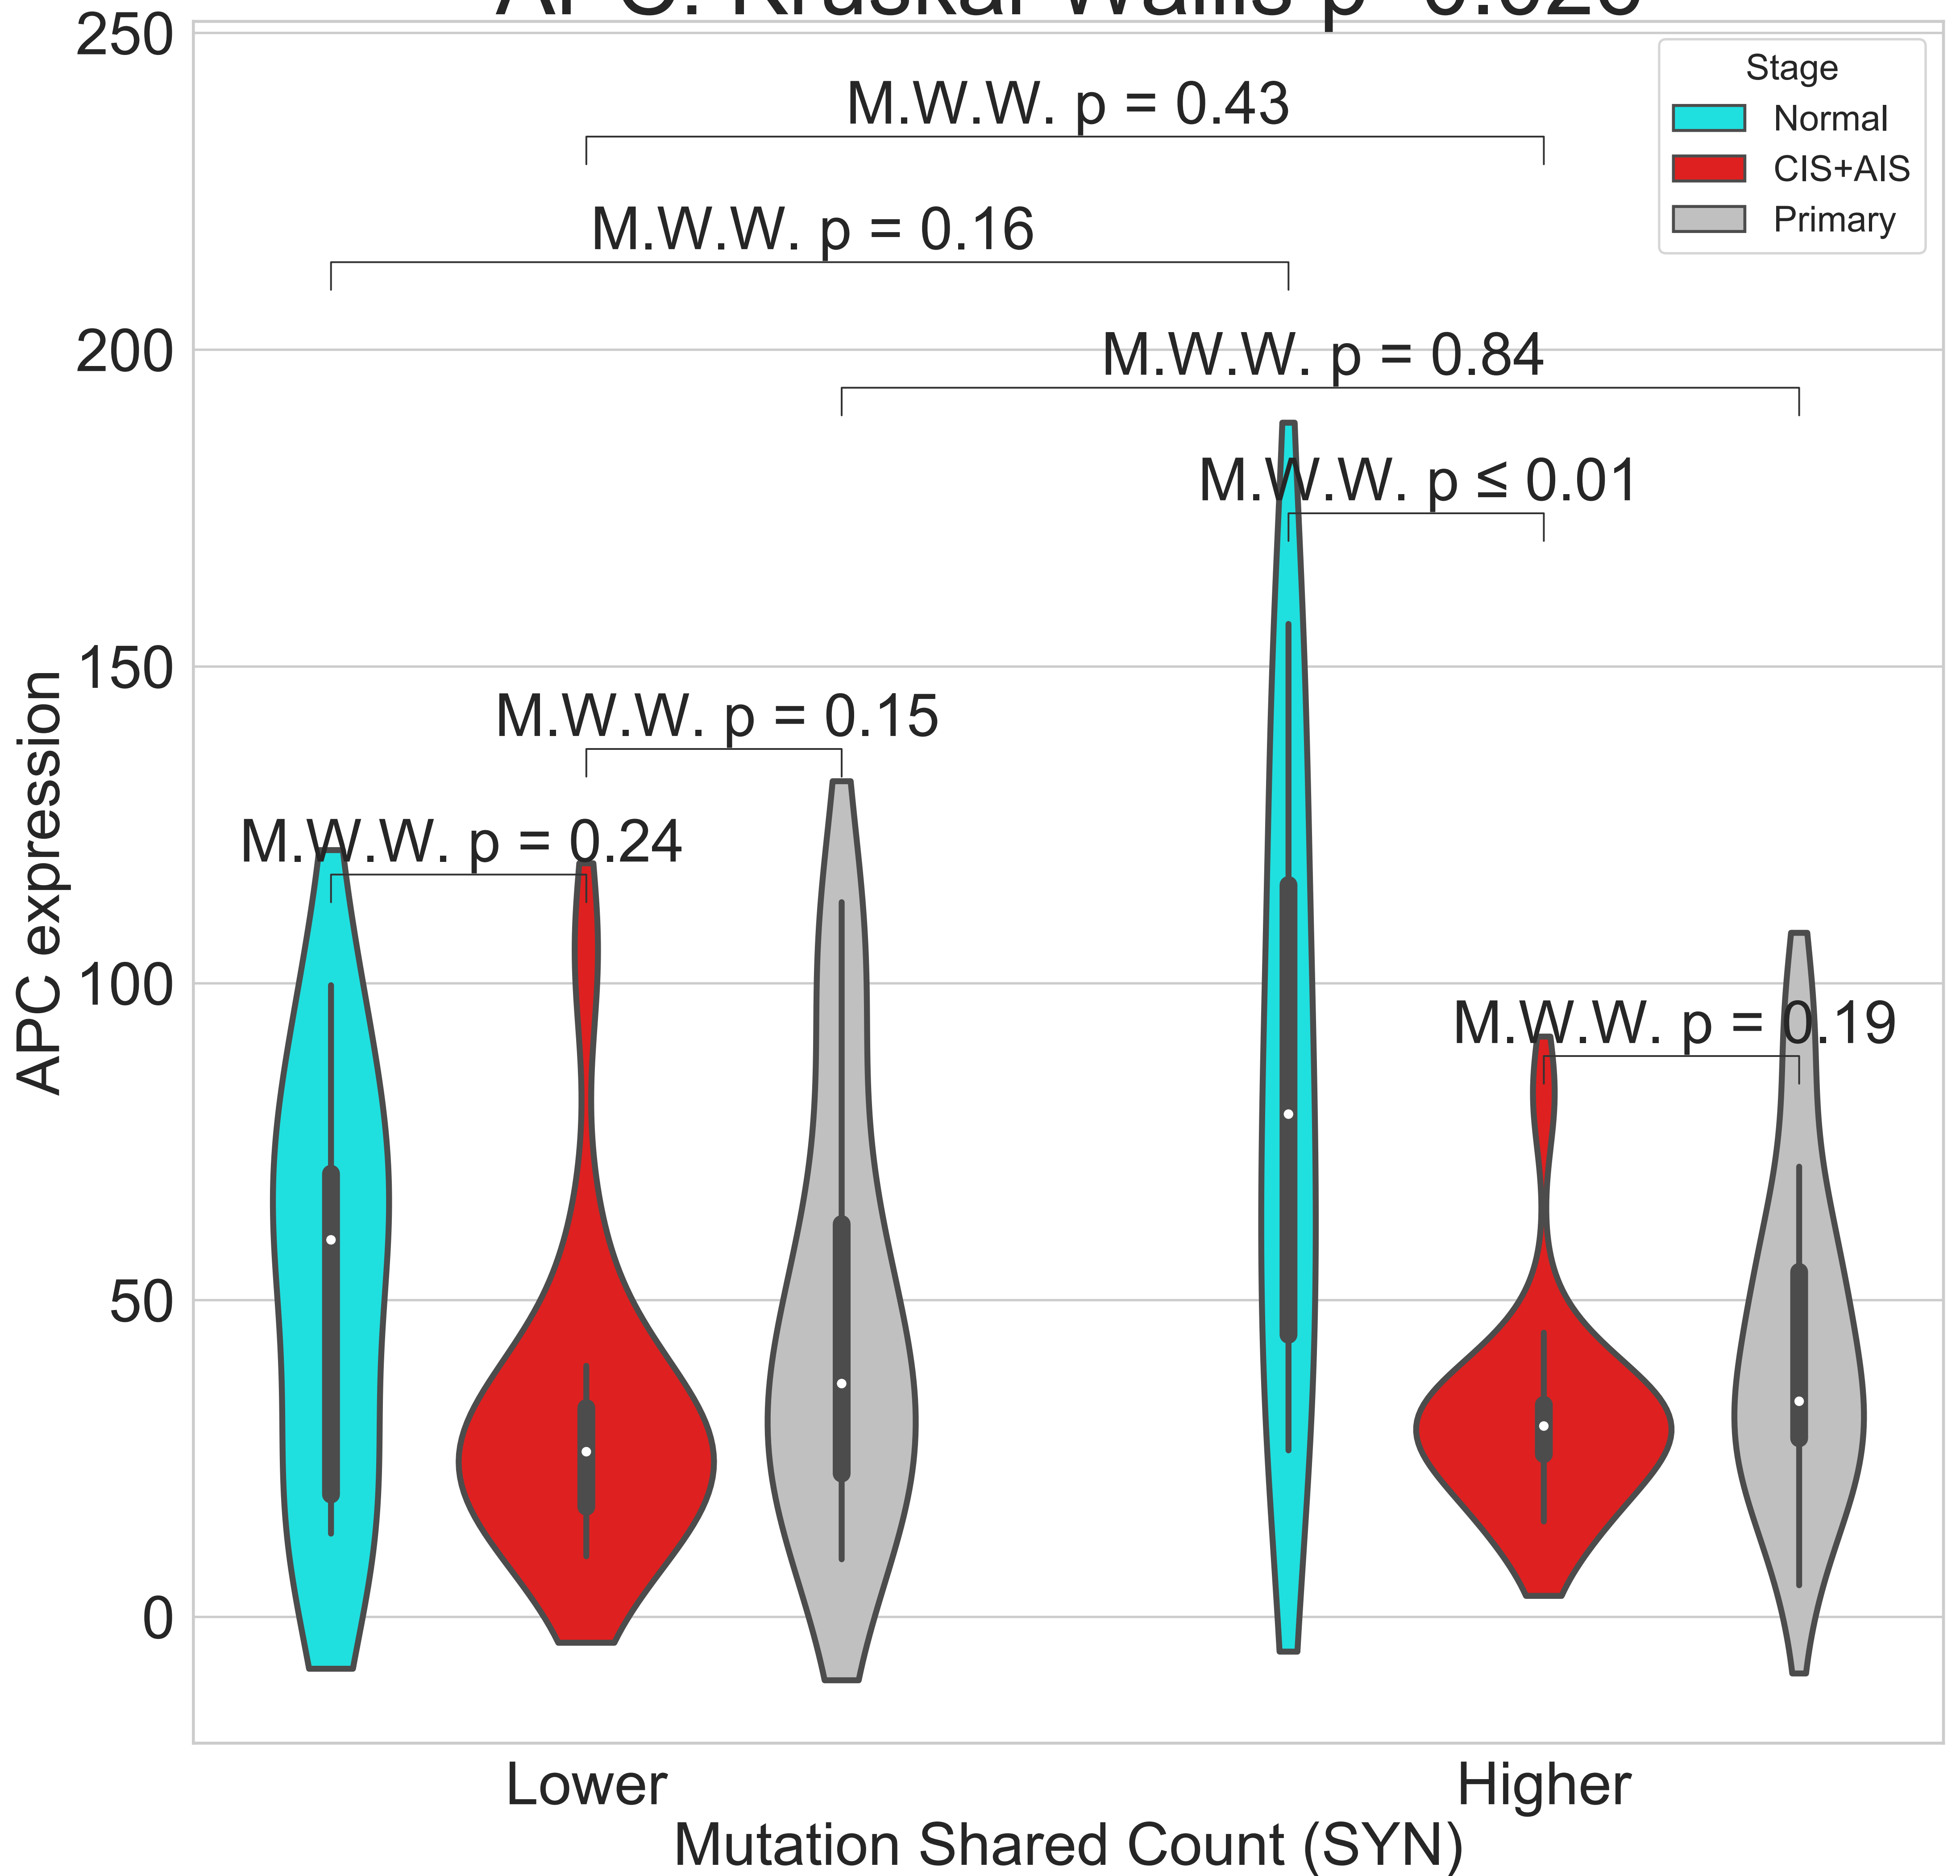 250
Stage
Normal
CIS+AIS
Primary
M.W.W. p = 0.43
M.W.W. p = 0.16
200
M.W.W. p = 0.84
M.W.W. p ≤ 0.01
150
M.W.W. p = 0.15
M.W.W. p = 0.24
APC expression
100
M.W.W. p = 0.19
50
0
Lower
Higher
Mutation Shared Count (SYN)